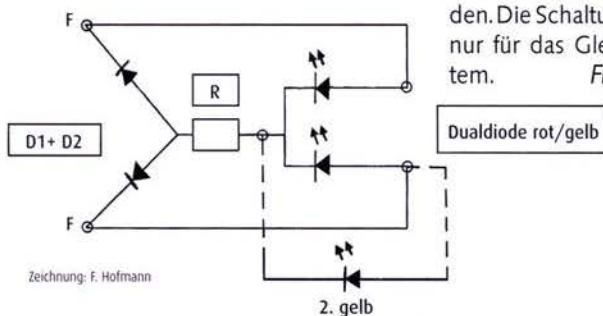 F
den. Die Schaltu
nur für das Gle
tem.
R
D1+ D2
Dualdiode rot/gelb
F
Zeichnung: F. Hofmann
2. gelb